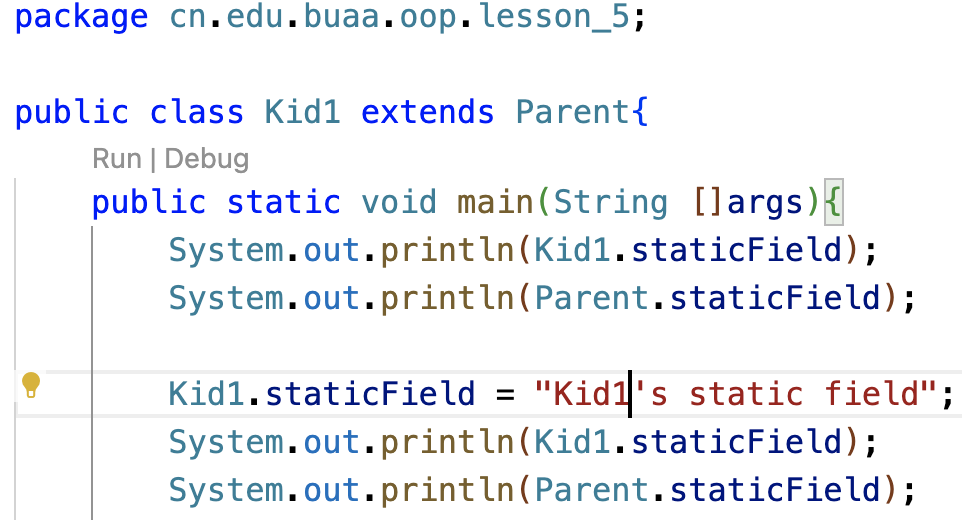 package cn.edu.buaa.oop.lesson_5;
public class Kid1 extends Parent{
Run | Debug
public static void main(String []args){
System.out.println(Kid1.staticField);
System.out.println(Parent.staticField);
Kid1.staticField = "Kid1's static field";
System.out.println(Kid1.staticField);
System.out.println(Parent.staticField);